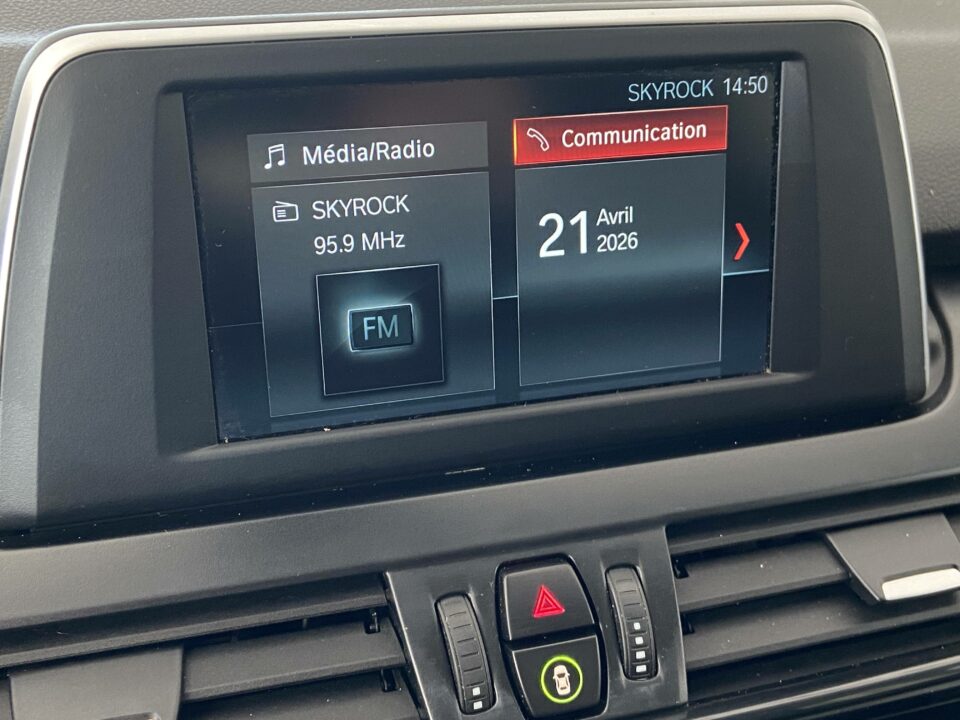 SKYROCK 14:50
Média/Radio
SKYROCK
95.9 MHz
FM
Communication
21 Avril
2026